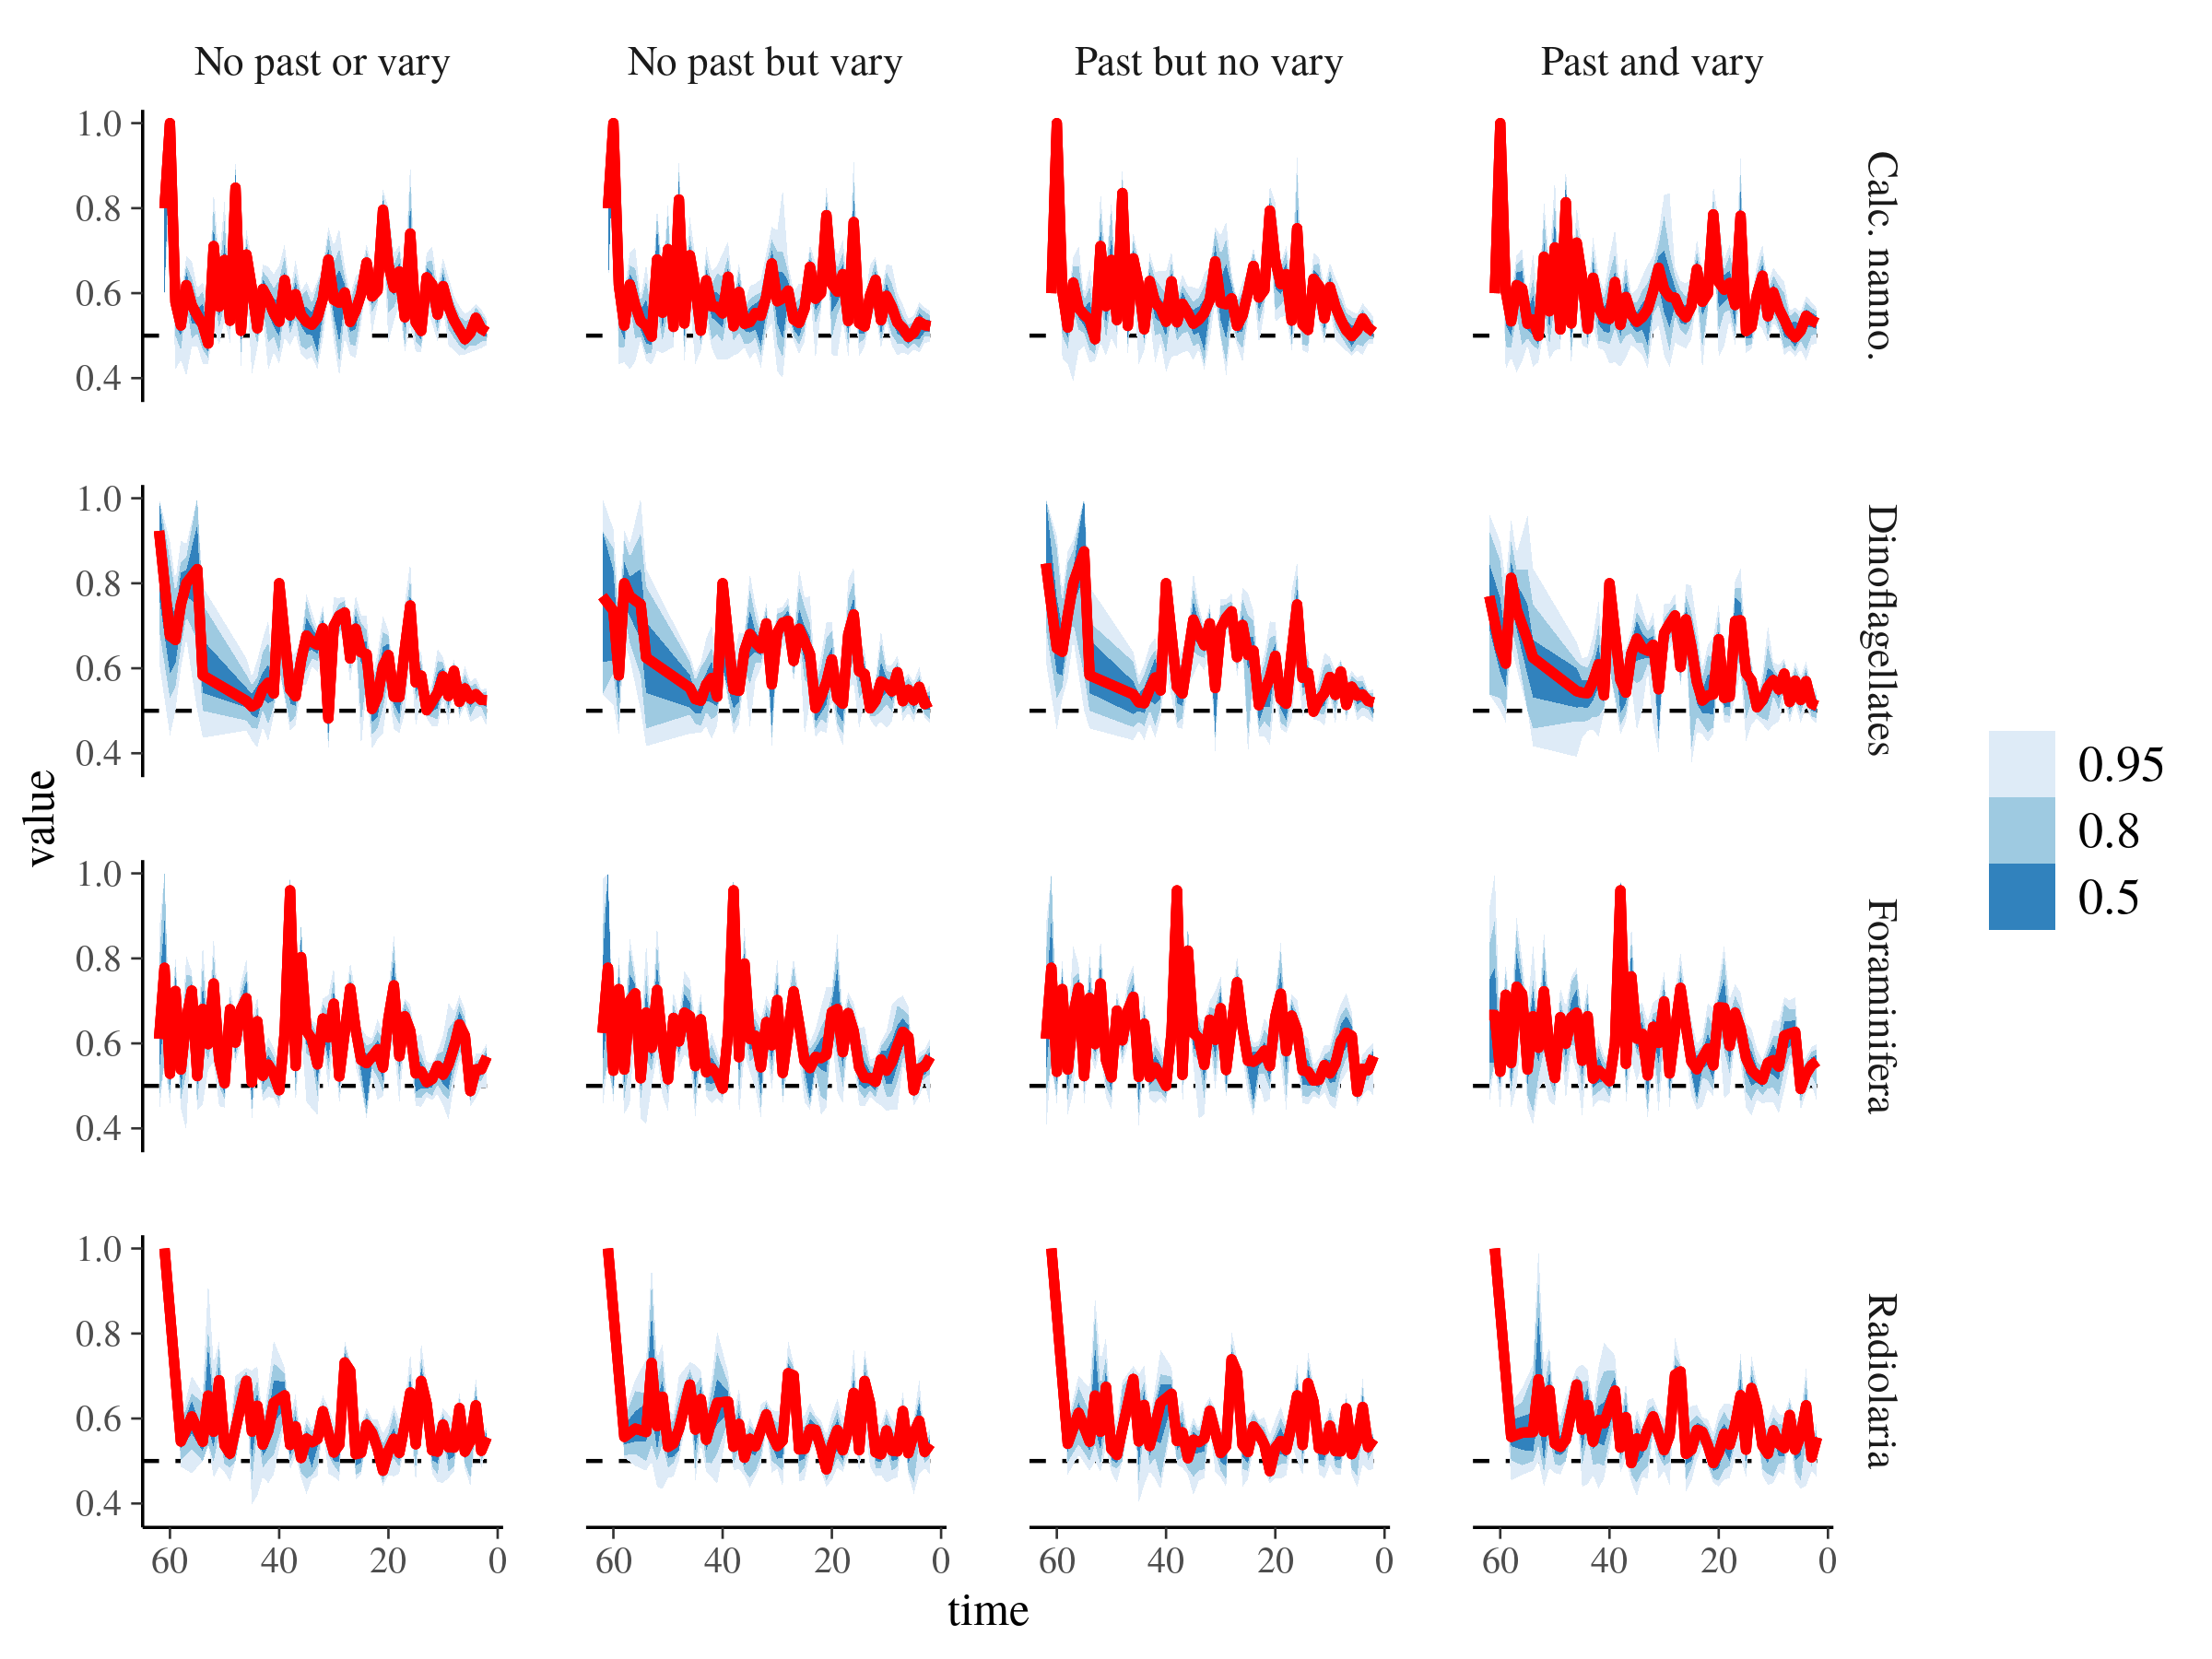 No past or vary
No past but vary
Past but no vary
Past and vary
1.0
0.8
0.6
0.4
Calc. nanno.
1.0
0.8
0.6
0.4
Dinoflagellates
value
0.95
0.8
0.5
1.0
0.8
0.6
0.4
Foraminifera
1.0
0.8
0.6
0.4
Radiolaria
60 40 20 0
60 40 20 0
60 40 20 0
60 40 20 0
time